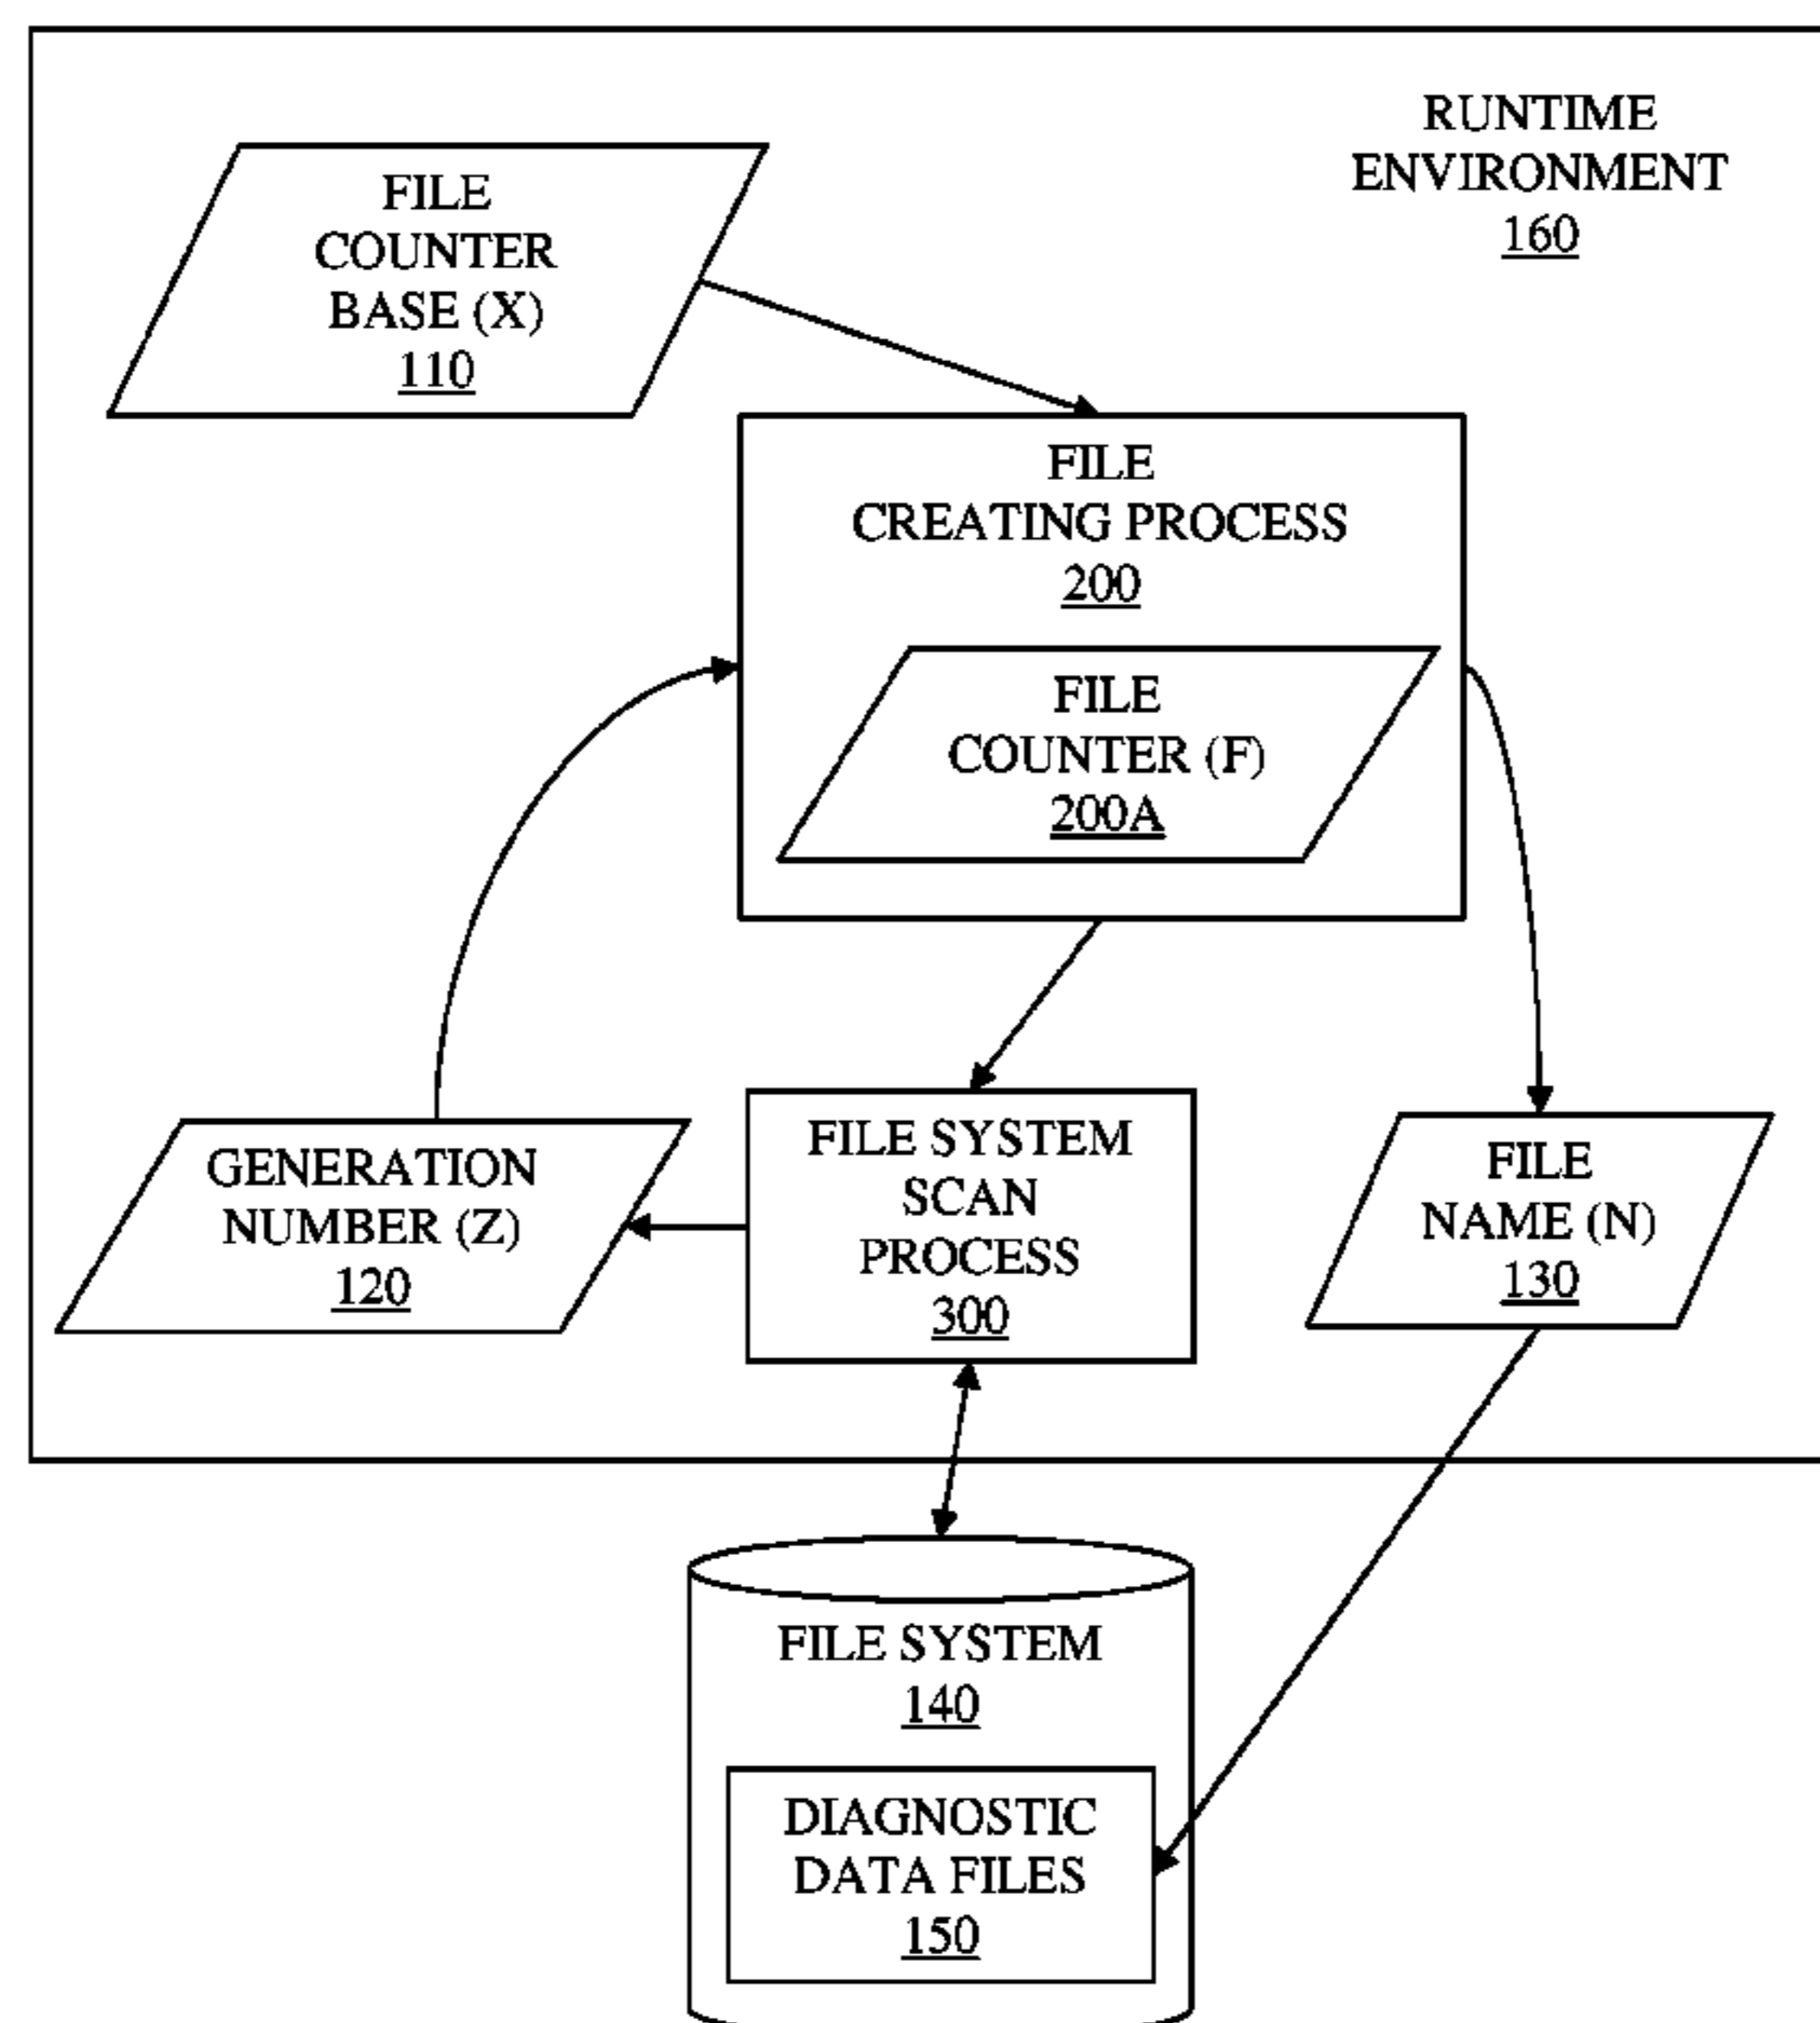 RUNTIME
ENVIRONMENT
160
FILE
COUNTER
BASE (X)
110
FILE
CREATING PROCESS
200
FILE
COUNTER (F)
200A
GENERATION
NUMBER (Z)
120
FILE SYSTEM
SCAN
PROCESS
300
FILE
NAME (N)
130
FILE SYSTEM
140
DIAGNOSTIC
DATA FILES
150